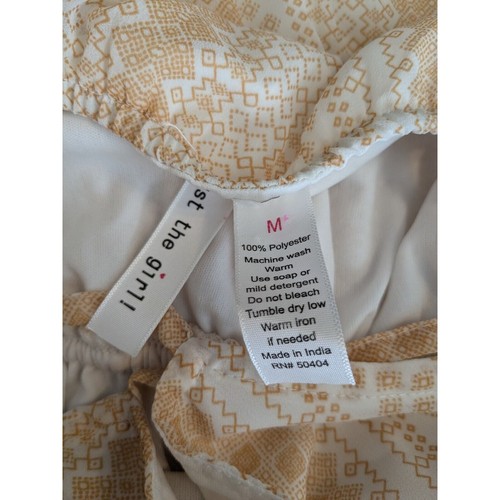 st the girl!
M
100% Polyester
Machine wash
Warm
Use soap or
mild detergent
Do not bleach
Tumble dry low
Warm iron
if needed
Made in India
RN# 50404